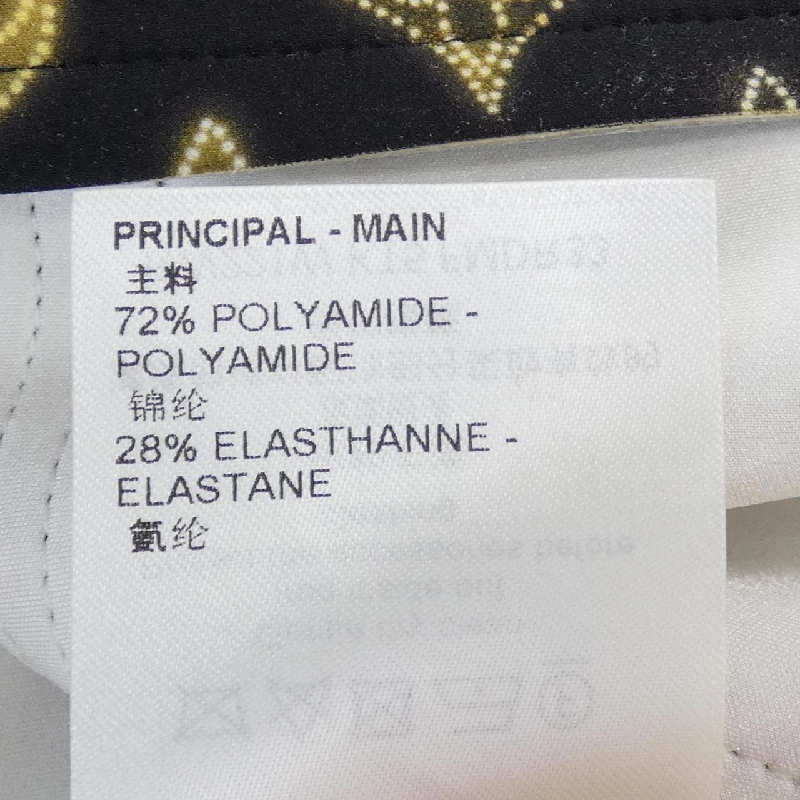 PRINCIPAL - MAIN
主料
72% POLYAMIDE -
POLYAMIDE
锦纶
28% ELASTHANNE -
ELASTANE
氨纶